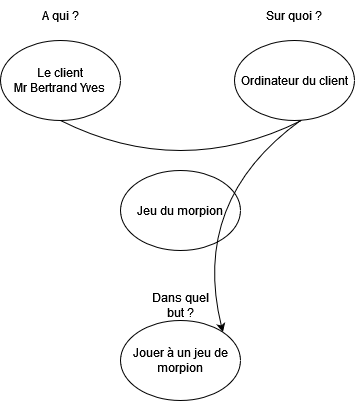 A qui ?
Sur quoi ?
Le client
Mr Bertrand Yves
Ordinateur du client
Jeu du morpion
Dans quel
but ?
Jouer à un jeu de
morpion